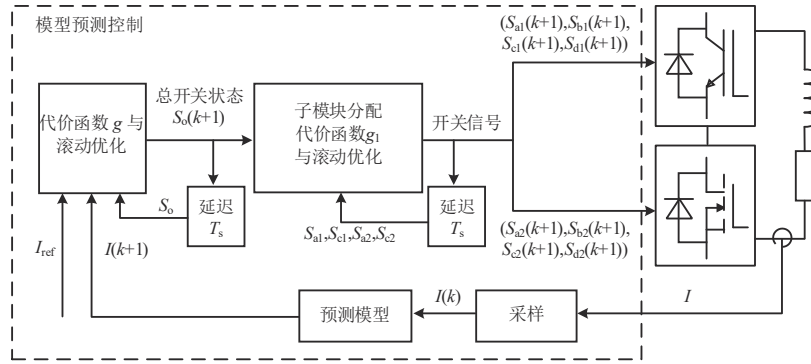 模型预测控制
(Sa1(k+1),Sb1(k+1),
Sc1(k+1),Sd1(k+1))
总开关状态
So(k+1)
代价函数 g 与
滚动优化
子模块分配
代价函数g1
与滚动优化
开关信号
So
延迟
Ts
Sa1,Sc1,Sa2,Sc2
延迟
Ts
(Sa2(k+1),Sb2(k+1),
Sc2(k+1),Sd2(k+1))
Iref
I(k+1)
预测模型
I(k)
采样
I